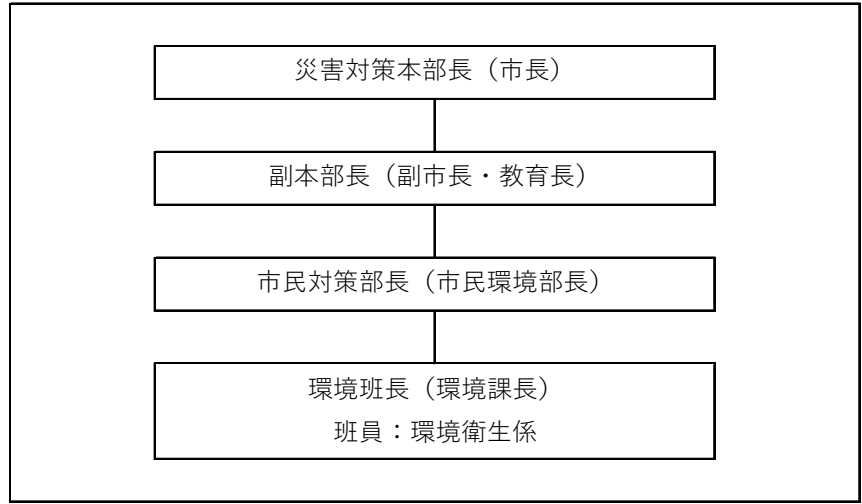 災害対策本部長（市長）
副本部長（副市長・教育長）
市民対策部長（市民環境部長）
環境班長（環境課長）
班員：環境衛生係